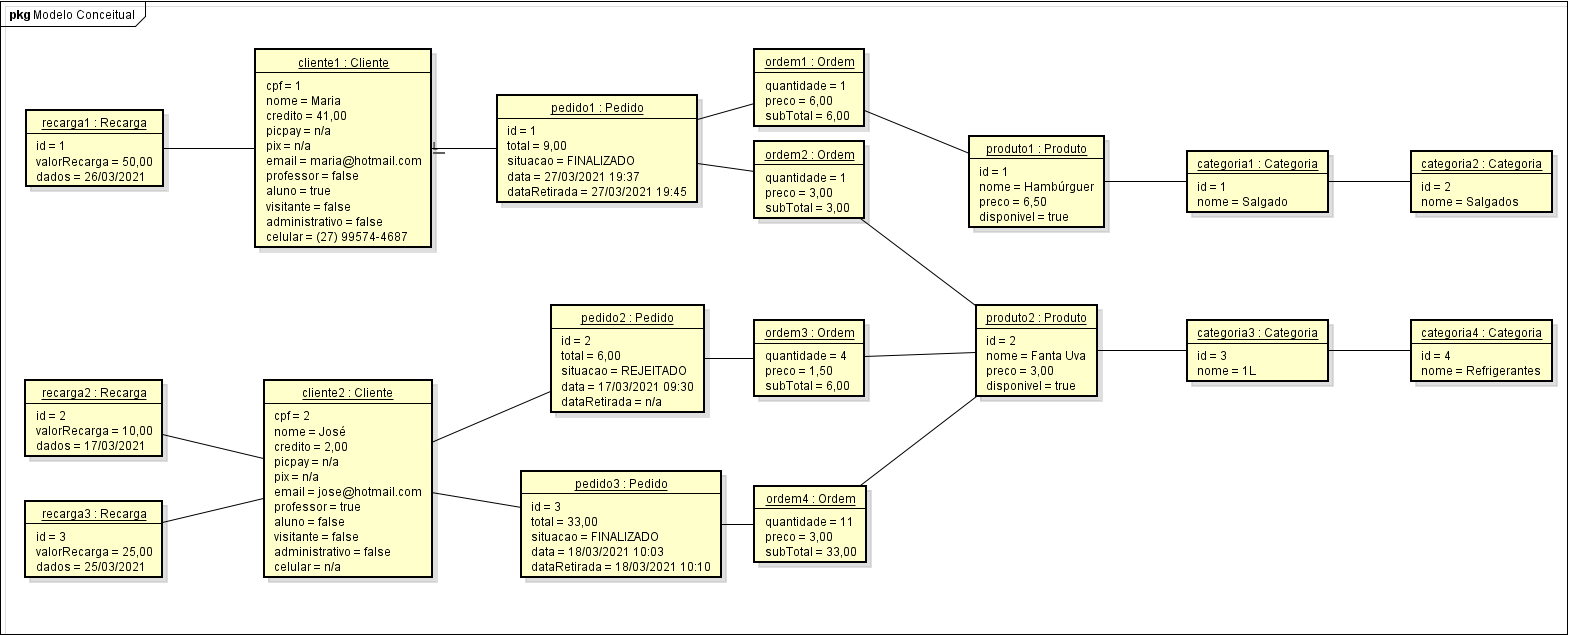 pkg Modelo Conceitual
recarga1 : Recarga
id = 1
valorRecarga = 50,00
dados = 26/03/2021
cliente1 : Cliente
cpf = 1
nome = Maria
credito = 41,00
picpay = n/a
pix = n/a
email = maria@hotmail.com
professor = false
aluno = true
visitante = false
administrativo = false
celular = (27) 99574-4687
pedido1 : Pedido
id = 1
total = 9,00
situacao = FINALIZADO
data = 27/03/2021 19:37
dataRetirada = 27/03/2021 19:45
ordem1 : Ordem
quantidade = 1
preco = 6,00
subTotal = 6,00
ordem2 : Ordem
quantidade = 1
preco = 3,00
subTotal = 3,00
produto1 : Produto
id = 1
nome = Hambúrguer
preco = 6,50
disponivel = true
categoria1 : Categoria
id = 1
nome = Salgado
categoria2 : Categoria
id = 2
nome = Salgados
recarga2 : Recarga
id = 2
valorRecarga = 10,00
dados = 17/03/2021
recarga3 : Recarga
id = 3
valorRecarga = 25,00
dados = 25/03/2021
cliente2 : Cliente
cpf = 2
nome = José
credito = 2,00
picpay = n/a
pix = n/a
email = jose@hotmail.com
professor = true
aluno = false
visitante = false
administrativo = false
celular = n/a
pedido2 : Pedido
id = 2
total = 6,00
situacao = REJEITADO
data = 17/03/2021 09:30
dataRetirada = n/a
pedido3 : Pedido
id = 3
total = 33,00
situacao = FINALIZADO
data = 18/03/2021 10:03
dataRetirada = 18/03/2021 10:10
ordem3 : Ordem
quantidade = 4
preco = 1,50
subTotal = 6,00
ordem4 : Ordem
quantidade = 11
preco = 3,00
subTotal = 33,00
produto2 : Produto
id = 2
nome = Fanta Uva
preco = 3,00
disponivel = true
categoria3 : Categoria
id = 3
nome = 1L
categoria4 : Categoria
id = 4
nome = Refrigerantes